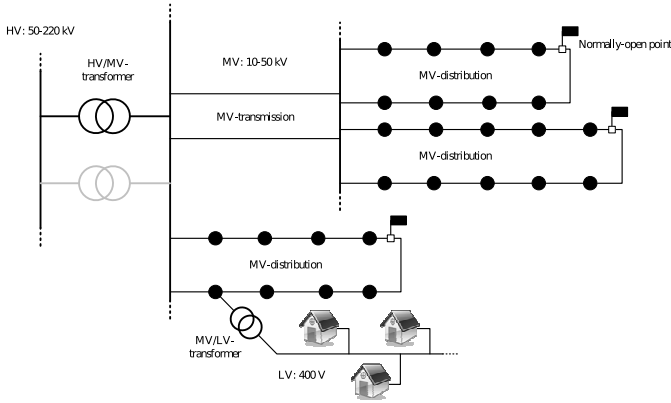 HV: 50-220 kV
HV/MV-
transformer
MV: 10-50 kV
Normally-open point
MV-distribution
MV-transmission
MV-distribution
MV-distribution
MV/LV-
transformer
LV: 400 V